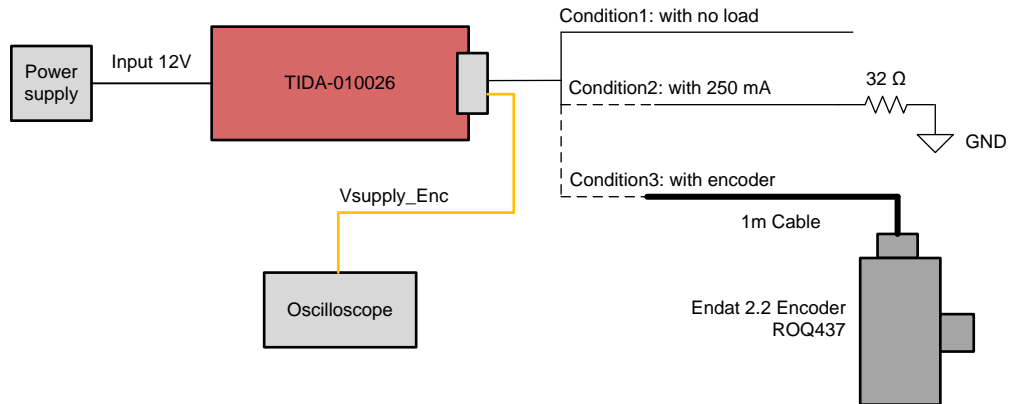 Condition1: with no load
Input 12V
Power
supply
TIDA-010026
32 Ω
Condition2: with 250 mA
GND
Condition3: with encoder
Vsupply_Enc
1m Cable
Oscilloscope
Endat 2.2 Encoder
ROQ437